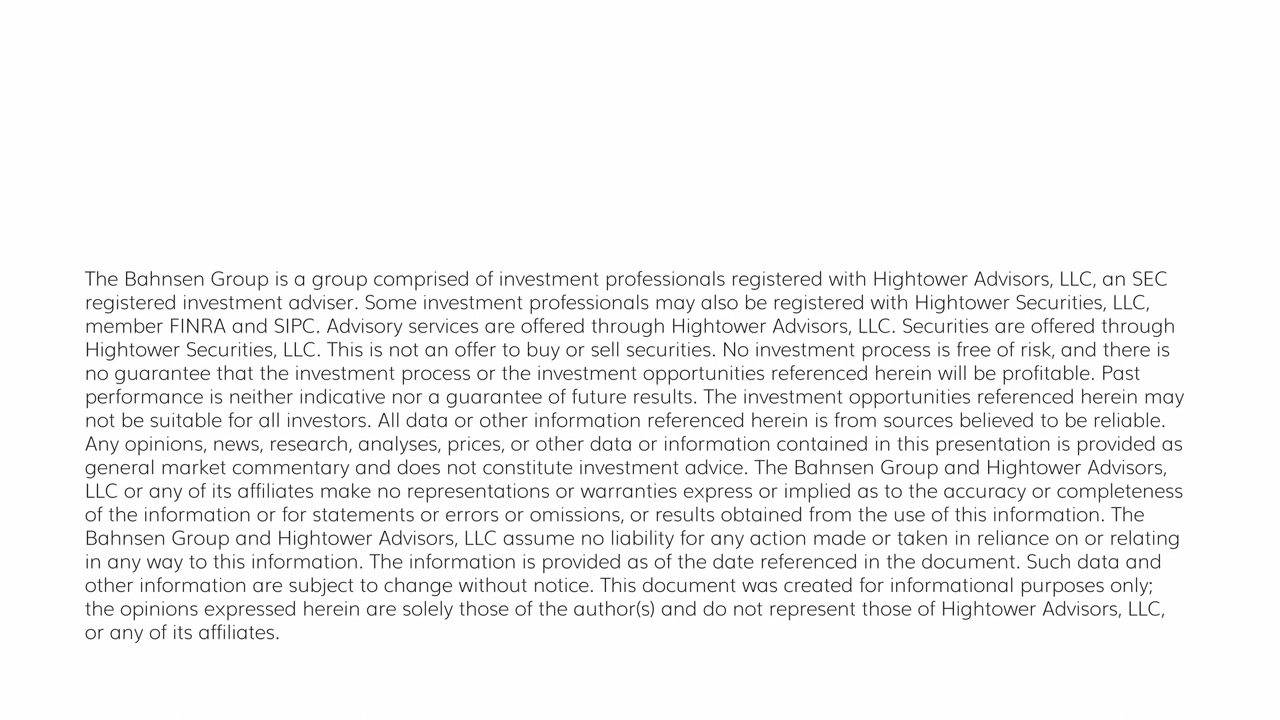 The Bahnsen Group is a group comprised of investment professionals registered with Hightower Advisors, LLC, an SEC
registered investment adviser. Some investment professionals may also be registered with Hightower Securities, LLC,
member FINRA and SIPC. Advisory services are offered through Hightower Advisors, LLC. Securities are offered through
Hightower Securities, LLC. This is not an offer to buy or sell securities. No investment process is free of risk, and there is
no guarantee that the investment process or the investment opportunities referenced herein will be profitable. Past
performance is neither indicative nor a guarantee of future results. The investment opportunities referenced herein may
not be suitable for all investors. All data or other information referenced herein is from sources believed to be reliable.
Any opinions, news, research, analyses, prices, or other data or information contained in this presentation is provided as
general market commentary and does not constitute investment advice. The Bahnsen Group and Hightower Advisors,
LLC or any of its affiliates make no representations or warranties express or implied as to the accuracy or completeness
of the information or for statements or errors or omissions, or results obtained from the use of this information. The
Bahnsen Group and Hightower Advisors, LLC assume no liability for any action made or taken in reliance on or relating
in any way to this information. The information is provided as of the date referenced in the document. Such data and
other information are subject to change without notice. This document was created for informational purposes only;
the opinions expressed herein are solely those of the author(s) and do not represent those of Hightower Advisors, LLC,
or any of its affiliates.